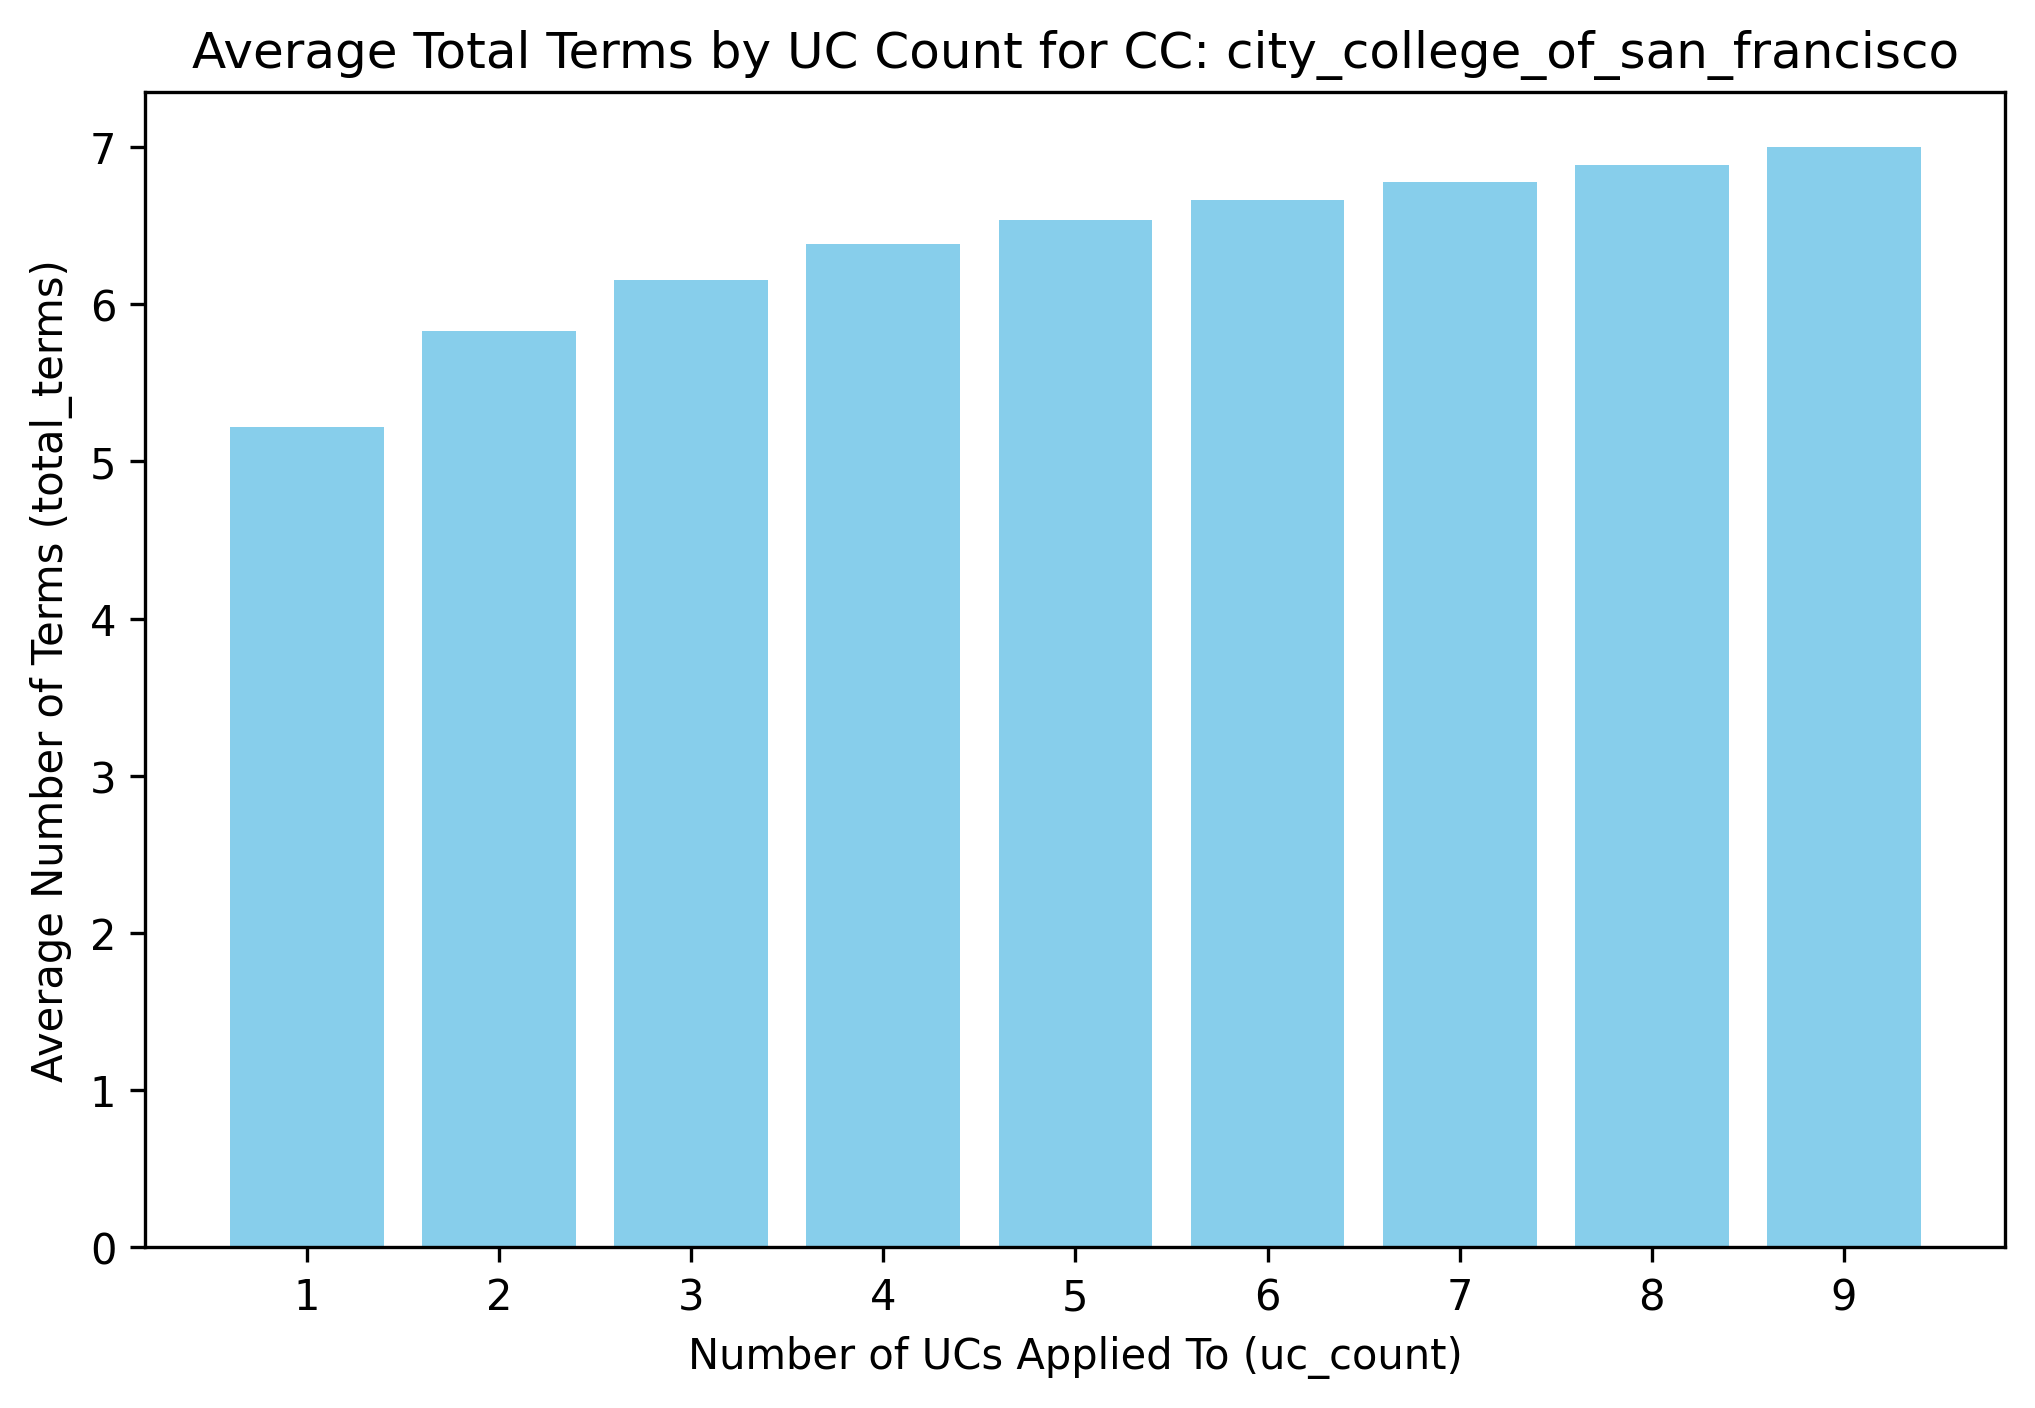 Average Total Terms by UC Count for CC: city_college_of_san_francisco
Average Number of Terms (total_terms)
7
6
5
4
3
2
1
0
1 2 3 4 5 6 7 8 9
Number of UCs Applied To (uc_count)